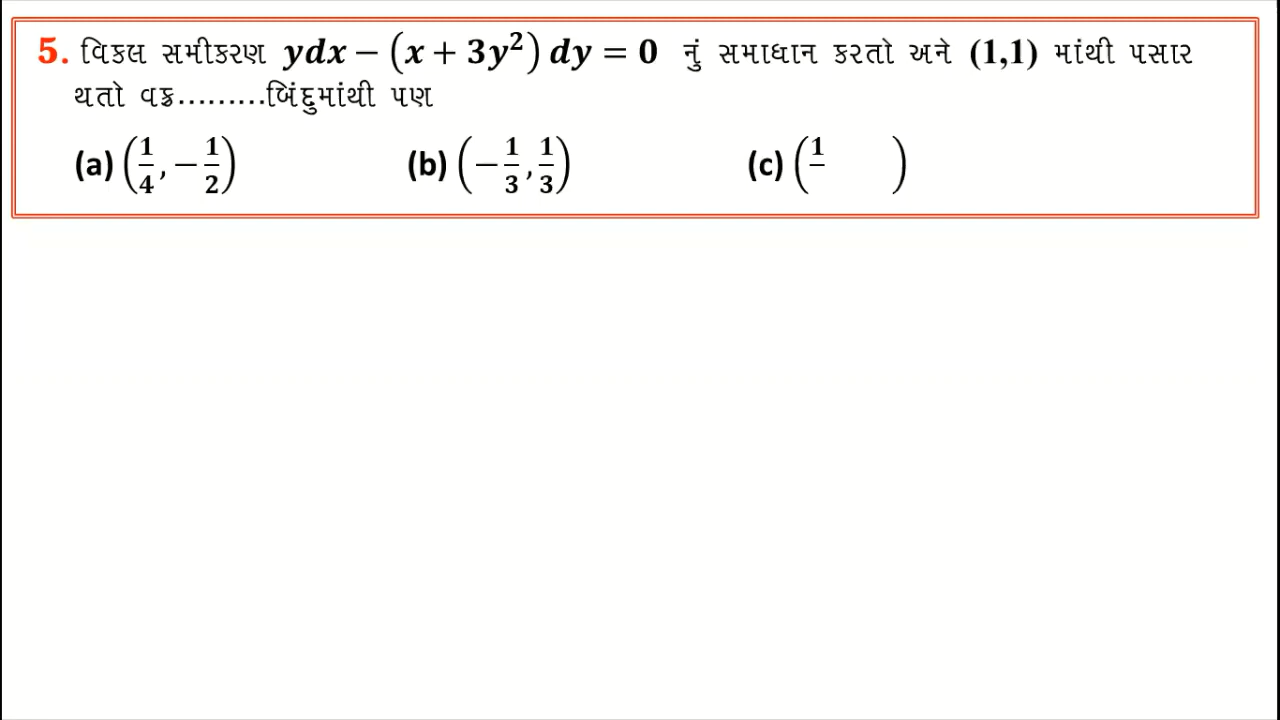 5. વિકલ સમીકરણ ydx − (x + 3y²) dy = 0 નું સમાધાન કરતો અને (1,1) માંથી પસાર
થતો વક્ર.........બિંદુમાંથી પણ
(a) (1/4, −1/2) (b) (−1/3, 1/3) (c) (1/ )